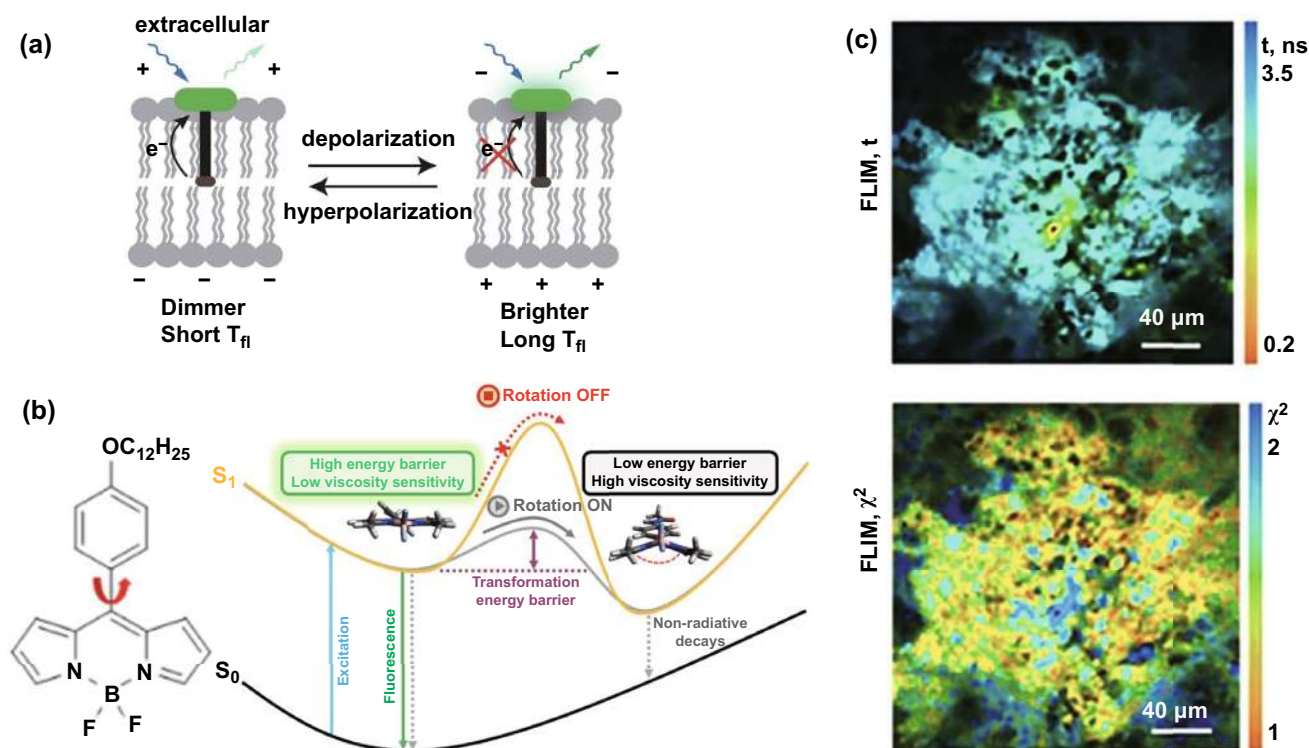 (a)
extracellular
+
+
e⁻
−
−
−
Dimmer
Short T_fl
depolarization
hyperpolarization
−
−
e⁻
+
+
+
Brighter
Long T_fl
(b)
OC₁₂H₂₅
N
N
B
F
F
S₁
S₀
Rotation OFF
High energy barrier
Low viscosity sensitivity
Low energy barrier
High viscosity sensitivity
Rotation ON
Transformation
energy barrier
Excitation
Fluorescence
Non-radiative
decays
(c)
FLIM, t
t, ns
3.5
0.2
40 µm
FLIM, χ²
χ²
2
1
40 µm